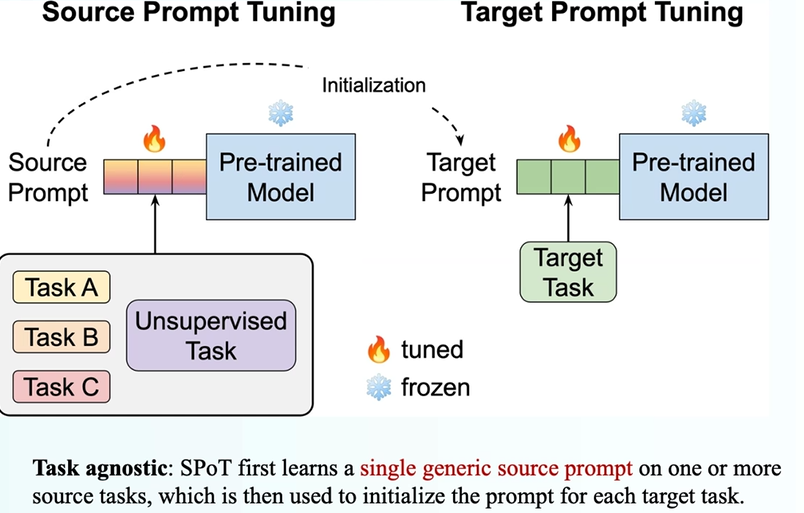 Source Prompt Tuning
Target Prompt Tuning
Initialization
Source
Prompt
Pre-trained
Model
Target
Prompt
Pre-trained
Model
Task A
Task B
Task C
Unsupervised
Task
Target
Task
tuned
frozen
Task agnostic: SPoT first learns a single generic source prompt on one or more
source tasks, which is then used to initialize the prompt for each target task.